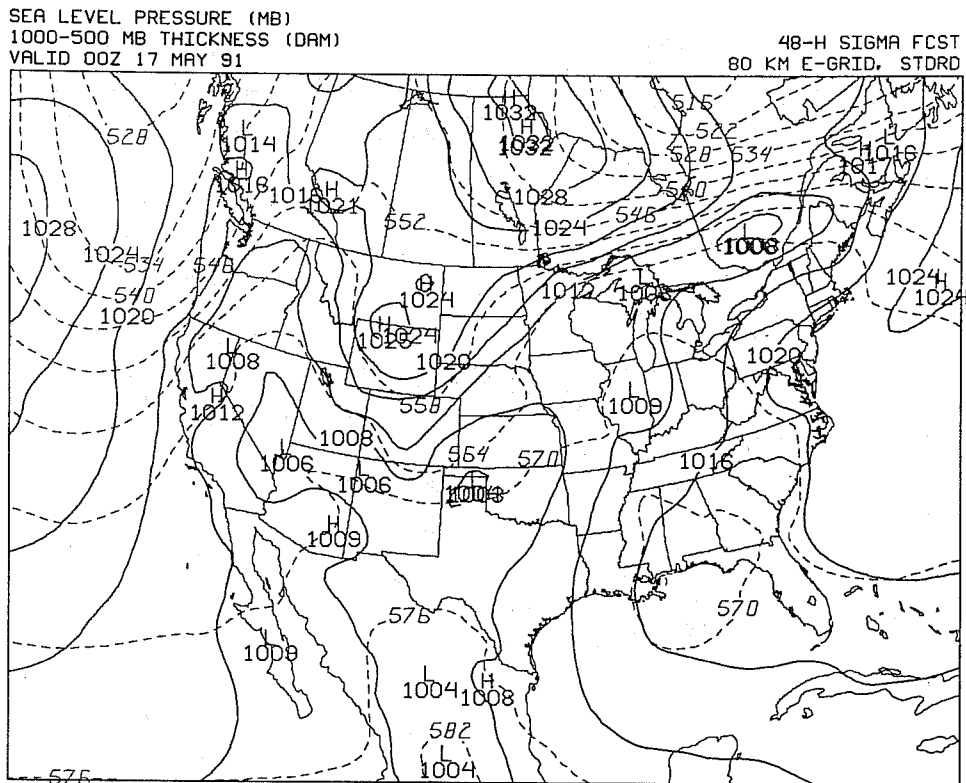 SEA LEVEL PRESSURE (MB)
1000-500 MB THICKNESS (DAM)
VALID 00Z 17 MAY 91
48-H SIGMA FCST
80 KM E-GRID, STDRD
516
H
1032
H
1032
528
522
L
1014
528
534
L
1016
H
H
1018
540
H
1021
1028
552
1028
546
1024
1028
L
1008
1024
534
548
1024
H
1024
H
540
1024
1012
L
1020
H
1024
1020
1020
L
1008
558
H
1012
L
1009
1008
564
570
1016
L
1006
L
1006
L
H
1009
576
570
L
1009
L
1004
H
1008
582
L
1004
576